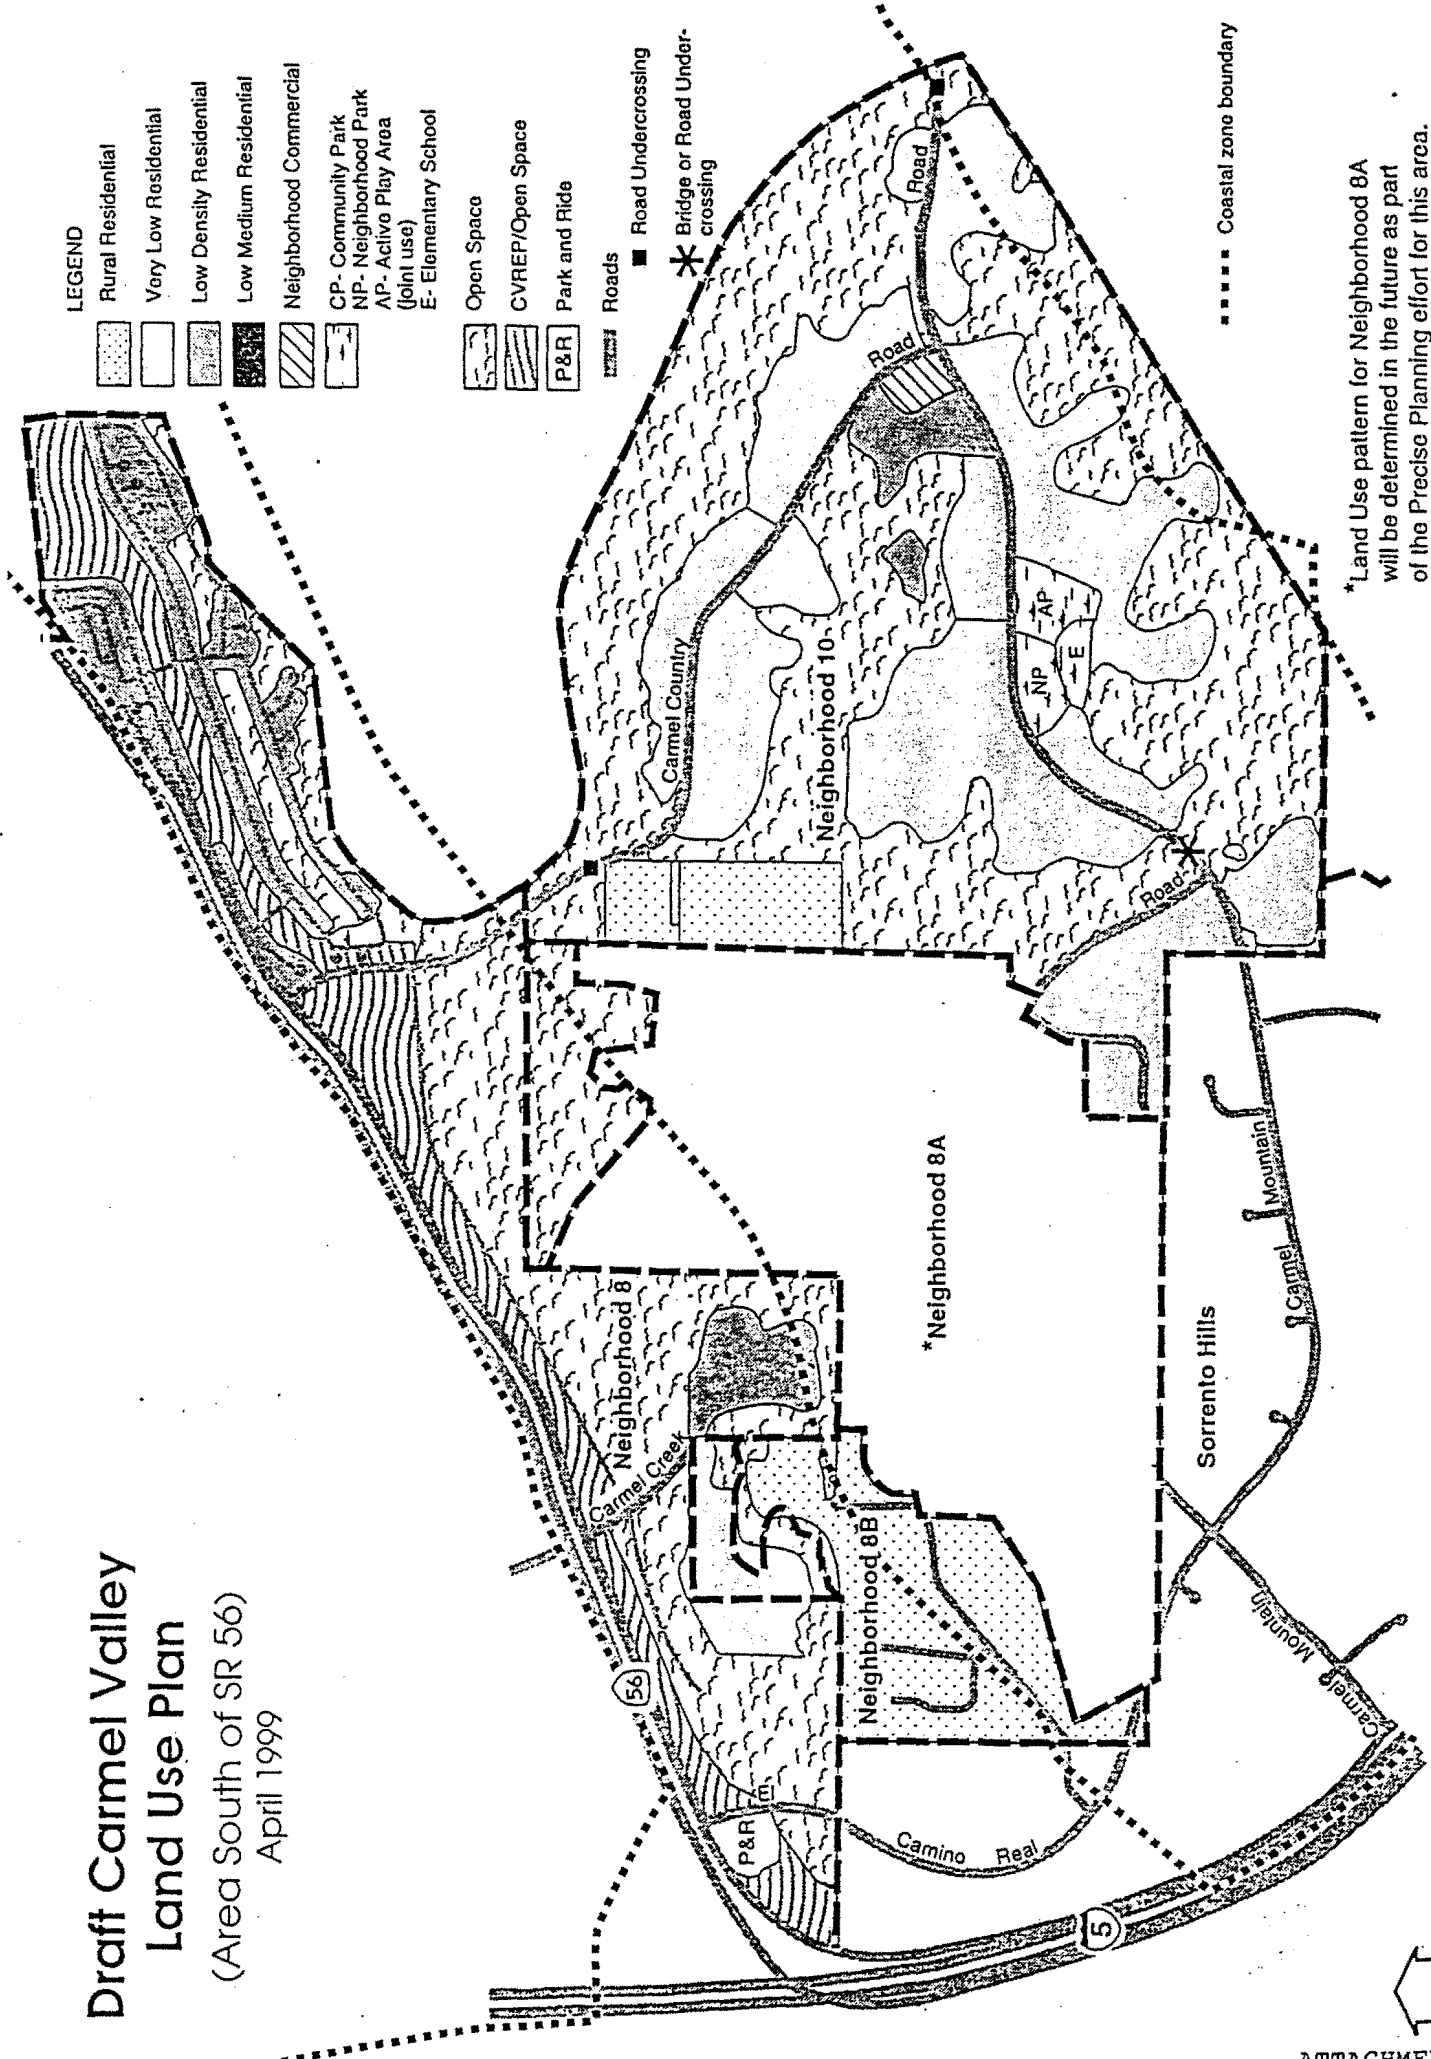 Draft Carmel Valley
Land Use Plan
(Area South of SR 56)
April 1999
LEGEND
Rural Residential
Very Low Residential
Low Density Residential
Low Medium Residential
Neighborhood Commercial
CP- Community Park
NP- Neighborhood Park
AP- Active Play Area
(joint use)
E- Elementary School
Open Space
CVREP/Open Space
P&R Park and Ride
Roads
Road Undercrossing
Bridge or Road Under-
crossing
Coastal zone boundary
*Land Use pattern for Neighborhood 8A
will be determined in the future as part
of the Precise Planning effort for this area.
56
5
P&R
El
Camino Real
Carmel Creek
Neighborhood 8
Neighborhood 8B
*Neighborhood 8A
Neighborhood 10
Carmel Country
Road
Road
Road
NP
AP
E
Sorrento Hills
Carmel Mountain
Carmel Mountain